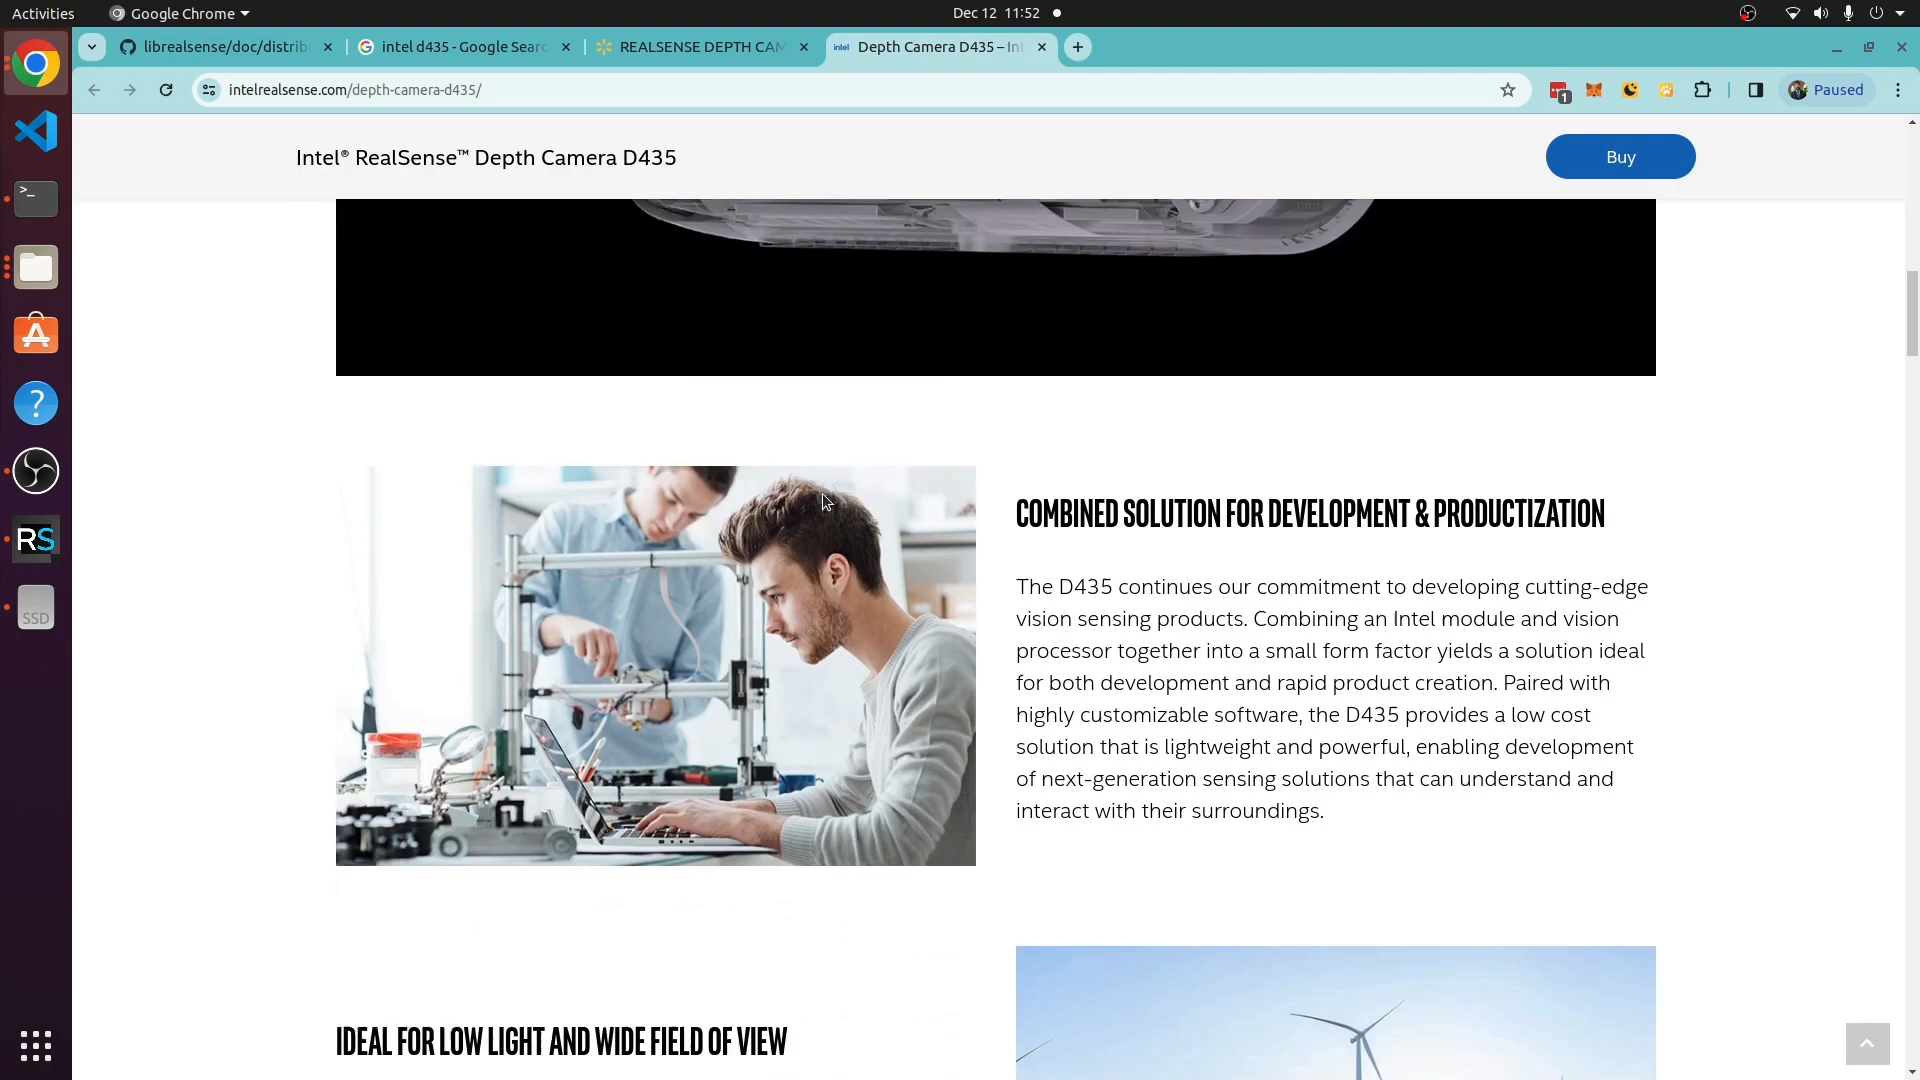 Activities
Google Chrome
Dec 12 11:52
librealsense/doc/distrib
intel d435 - Google Searc
REALSENSE DEPTH CAM
intel
Depth Camera D435 – Int
intelrealsense.com/depth-camera-d435/
1
Paused
Intel® RealSense™ Depth Camera D435
Buy
COMBINED SOLUTION FOR DEVELOPMENT & PRODUCTIZATION
The D435 continues our commitment to developing cutting-edge
vision sensing products. Combining an Intel module and vision
processor together into a small form factor yields a solution ideal
for both development and rapid product creation. Paired with
highly customizable software, the D435 provides a low cost
solution that is lightweight and powerful, enabling development
of next-generation sensing solutions that can understand and
interact with their surroundings.
IDEAL FOR LOW LIGHT AND WIDE FIELD OF VIEW
>_
?
RS
SSD